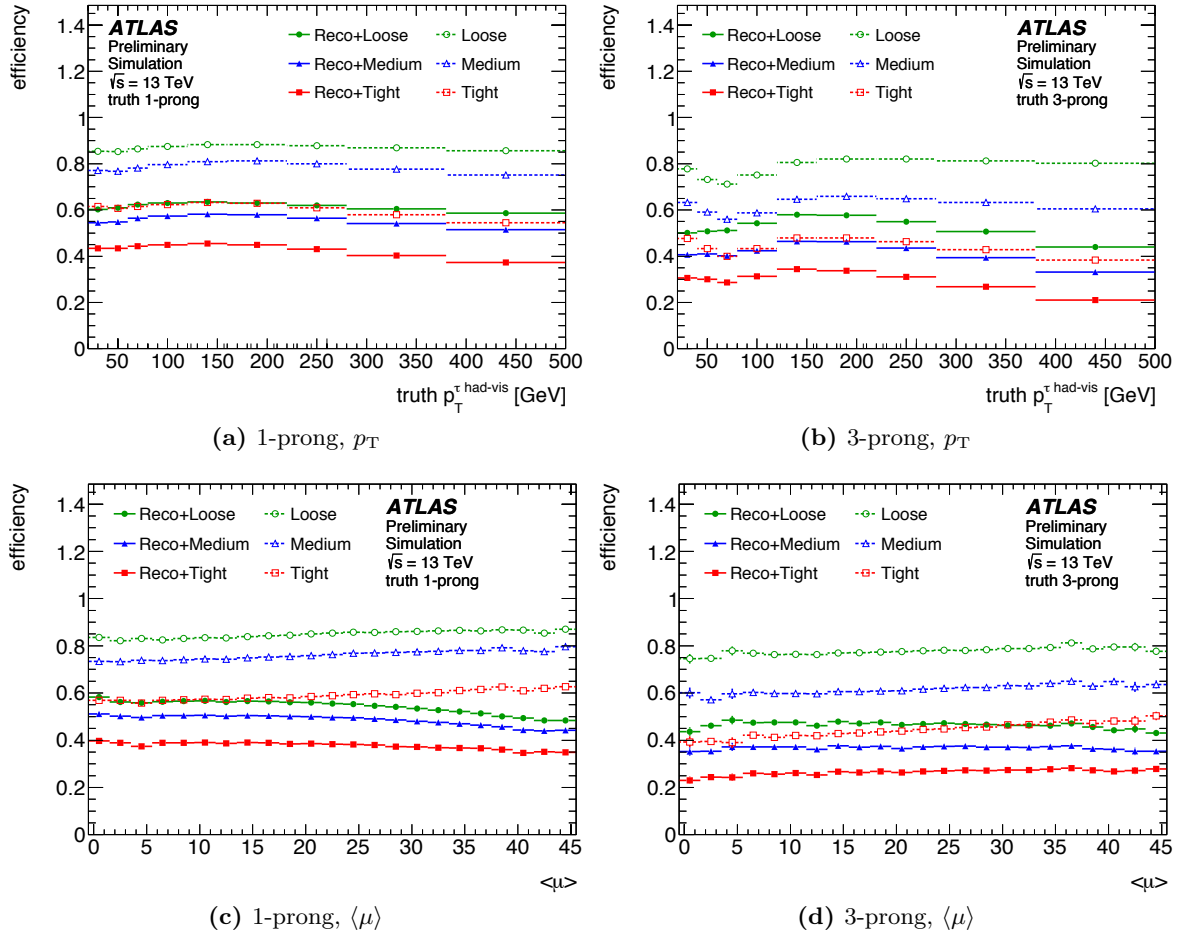 efficiency
1.4
1.2
1
0.8
0.6
0.4
0.2
0
ATLAS
Preliminary
Simulation
√s = 13 TeV
truth 1-prong
Reco+Loose
Reco+Medium
Reco+Tight
Loose
Medium
Tight
50 100 150 200 250 300 350 400 450 500
truth p_T^{τ had-vis} [GeV]
(a) 1-prong, p_T
efficiency
1.4
1.2
1
0.8
0.6
0.4
0.2
0
Reco+Loose
Reco+Medium
Reco+Tight
Loose
Medium
Tight
ATLAS
Preliminary
Simulation
√s = 13 TeV
truth 3-prong
50 100 150 200 250 300 350 400 450 500
truth p_T^{τ had-vis} [GeV]
(b) 3-prong, p_T
efficiency
1.4
1.2
1
0.8
0.6
0.4
0.2
0
Reco+Loose
Reco+Medium
Reco+Tight
Loose
Medium
Tight
ATLAS
Preliminary
Simulation
√s = 13 TeV
truth 1-prong
0 5 10 15 20 25 30 35 40 45
<μ>
(c) 1-prong, ⟨μ⟩
efficiency
1.4
1.2
1
0.8
0.6
0.4
0.2
0
Reco+Loose
Reco+Medium
Reco+Tight
Loose
Medium
Tight
ATLAS
Preliminary
Simulation
√s = 13 TeV
truth 3-prong
0 5 10 15 20 25 30 35 40 45
<μ>
(d) 3-prong, ⟨μ⟩